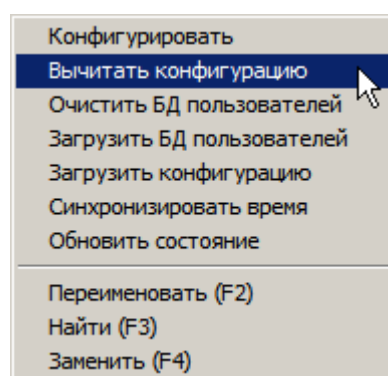 Конфигурировать
Вычитать конфигурацию
Очистить БД пользователей
Загрузить БД пользователей
Загрузить конфигурацию
Синхронизировать время
Обновить состояние
Переименовать (F2)
Найти (F3)
Заменить (F4)